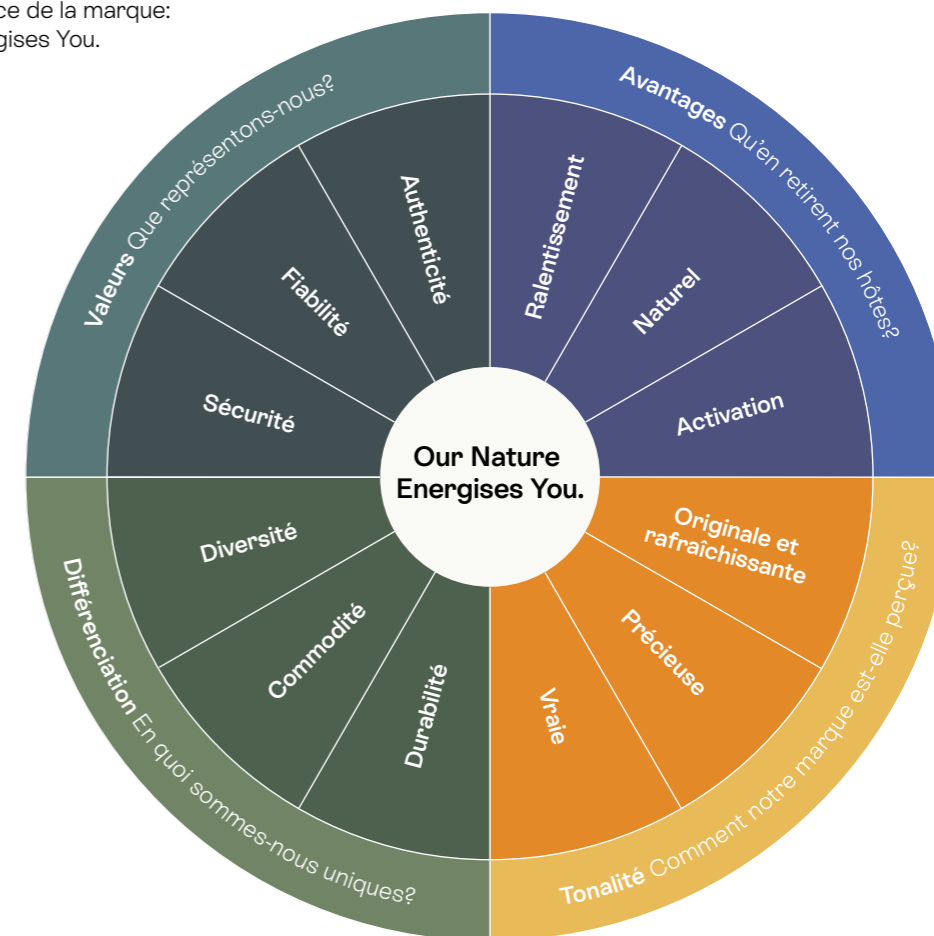 de la marque:
You.
Valeurs Que représentons-nous?
Authenticité
Fiabilité
Sécurité
Avantages Qu'en retirent nos hôtes?
Ralentissement
Naturel
Activation
Our Nature
Energises You.
Différenciation En quoi sommes-nous uniques?
Diversité
Commodité
Durabilité
Tonalité Comment notre marque est-elle perçue?
Originale et
rafraîchissante
Précieuse
Vraie